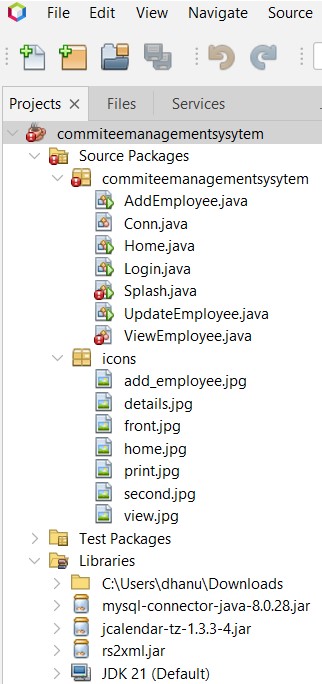 File Edit View Navigate Source
Projects Files Services
commiteemanagementsysytem
Source Packages
commiteemanagementsysytem
AddEmployee.java
Conn.java
Home.java
Login.java
Splash.java
UpdateEmployee.java
ViewEmployee.java
icons
add_employee.jpg
details.jpg
front.jpg
home.jpg
print.jpg
second.jpg
view.jpg
Test Packages
Libraries
C:\Users\dhanu\Downloads
mysql-connector-java-8.0.28.jar
jcalendar-tz-1.3.3-4.jar
rs2xml.jar
JDK 21 (Default)